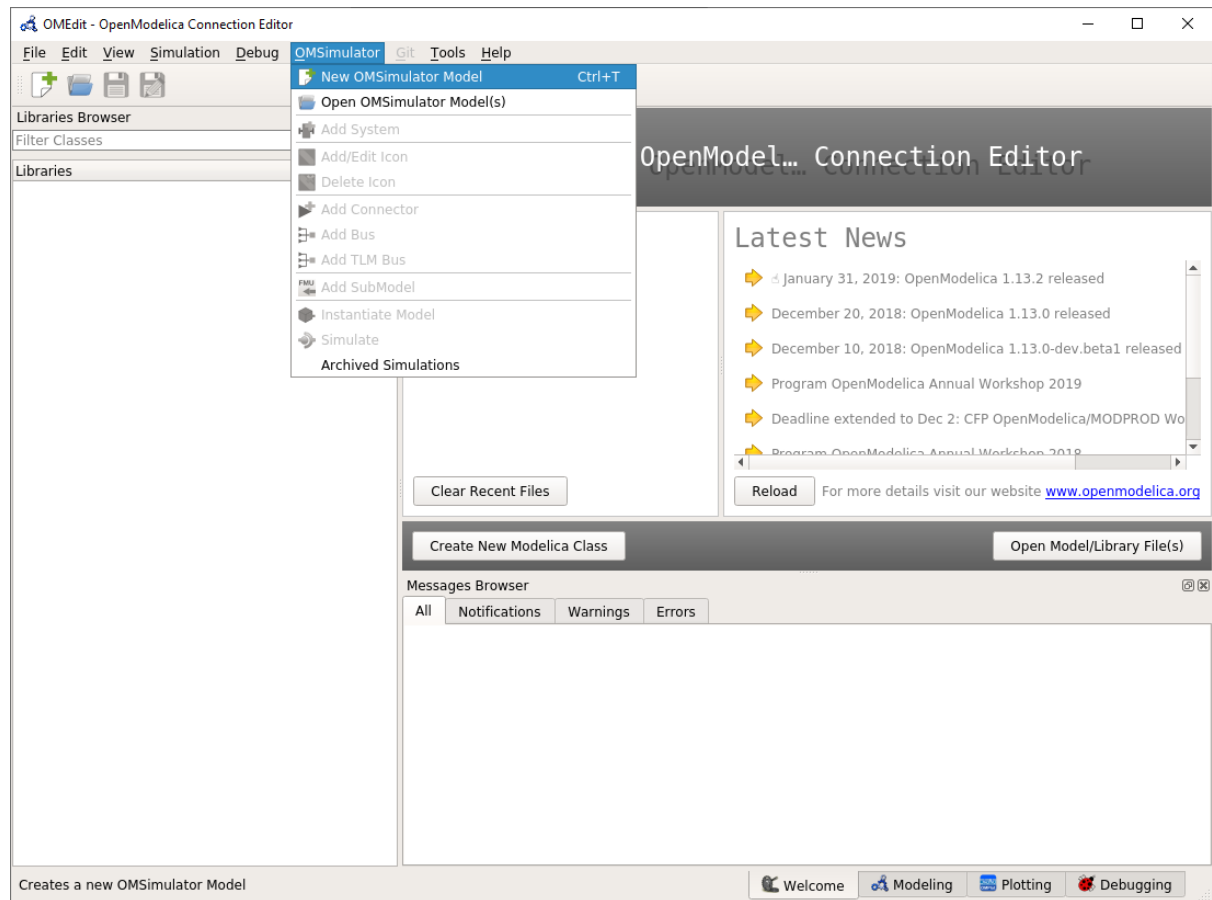 OMEdit - OpenModelica Connection Editor
File Edit View Simulation Debug OMSimulator Git Tools Help
New OMSimulator Model Ctrl+T
Open OMSimulator Model(s)
Add System
Add/Edit Icon
Delete Icon
Add Connector
Add Bus
Add TLM Bus
FMU Add SubModel
Instantiate Model
Simulate
Archived Simulations
Libraries Browser
Filter Classes
Libraries
OpenModel… Connection Editor
Latest News
January 31, 2019: OpenModelica 1.13.2 released
December 20, 2018: OpenModelica 1.13.0 released
December 10, 2018: OpenModelica 1.13.0-dev.beta1 released
Program OpenModelica Annual Workshop 2019
Deadline extended to Dec 2: CFP OpenModelica/MODPROD Wo
Program OpenModelica Annual Workshop 2018
Clear Recent Files
Reload For more details visit our website www.openmodelica.org
Create New Modelica Class Open Model/Library File(s)
Messages Browser
All Notifications Warnings Errors
Creates a new OMSimulator Model
Welcome Modeling Plotting Debugging